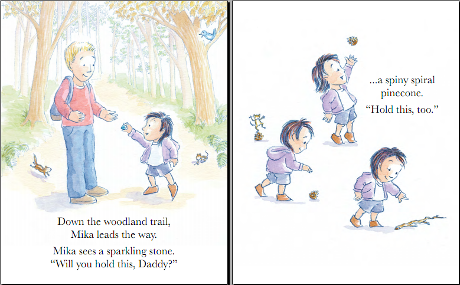 Down the woodland trail,
Mika leads the way.
Mika sees a sparkling stone.
“Will you hold this, Daddy?”
...a spiny spiral
pinecone.
“Hold this, too.”